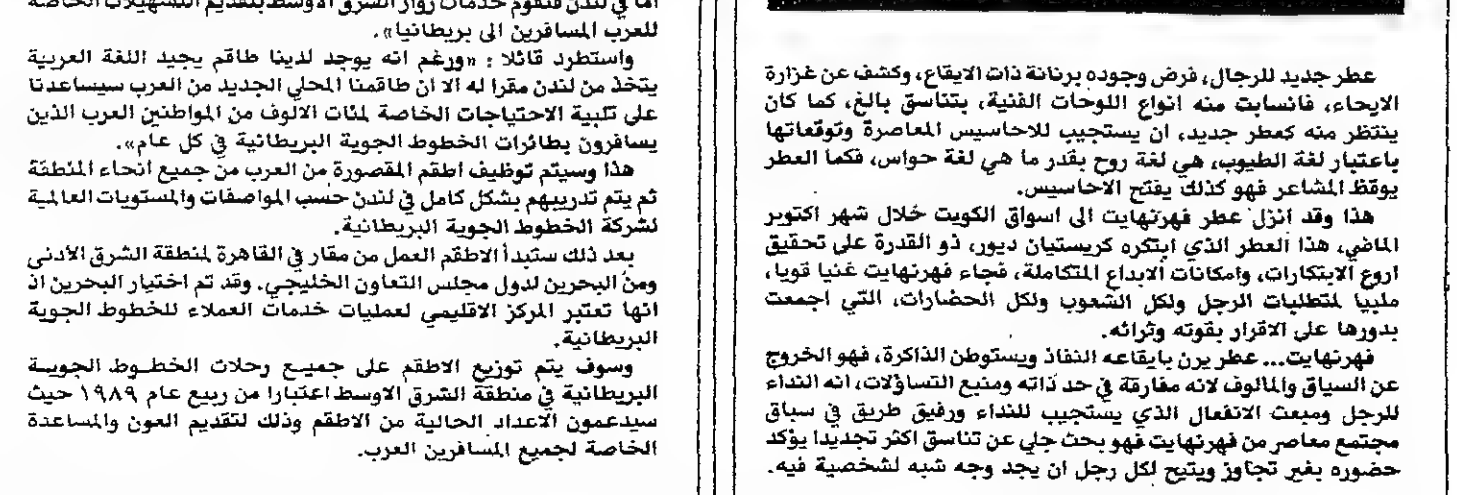 عطر جديد للرجال، فرض وجوده برنانة ذات الايقاع، وكشف عن غزارة
الايحاء، فانسابت منه انواع اللوحات الفنية، بتناسق بالغ، كما كان
ينتظر منه كعطر جديد، ان يستجيب للاحاسيس المعاصرة وتوقعاتها
باعتبار لغة الطيوب، هي لغة روح بقدر ما هي لغة حواس، فكما العطر
يوقظ المشاعر فهو كذلك يفتح الاحاسيس.
هذا وقد انزل عطر فهرنهايت الى اسواق الكويت خلال شهر اكتوبر
الماضي، هذا العطر الذي ابتكره كريستيان ديور، ذو القدرة على تحقيق
اروع الابتكارات، وامكانات الابداع المتكاملة، فجاء فهرنهايت غنيا قويا،
ملبيا لمتطلبات الرجل ولكل الشعوب ولكل الحضارات، التي اجمعت
بدورها على الاقرار بقوته وثرائه.
فهرنهايت... عطر يرن بايقاعه النفاذ ويستوطن الذاكرة، فهو الخروج
عن السياق والمالوف لانه مفارقة في حد ذاته ومنبع التساؤلات، انه النداء
للرجل ومبعث الانفعال الذي يستجيب للنداء ورفيق طريق في سباق
مجتمع معاصر من فهرنهايت فهو بحث جلي عن تناسق اكثر تجديدا يؤكد
حضوره بغير تجاوز ويتيح لكل رجل ان يجد وجه شبه لشخصية فيه.
اما في لندن فتقوم خدمات زوار الشرق الاوسط بتقديم التسهيلات الخاصة
للعرب المسافرين الى بريطانيا».
واستطرد قائلا : «ورغم انه يوجد لدينا طاقم يجيد اللغة العربية
يتخذ من لندن مقرا له الا ان طاقمنا المحلي الجديد من العرب سيساعدنا
على تلبية الاحتياجات الخاصة لمئات الالوف من المواطنين العرب الذين
يسافرون بطائرات الخطوط الجوية البريطانية في كل عام».
هذا وسيتم توظيف اطقم المقصورة من العرب من جميع انحاء المنطقة
ثم يتم تدريبهم بشكل كامل في لندن حسب المواصفات والمستويات العالمية
لشركة الخطوط الجوية البريطانية.
بعد ذلك ستبدأ الاطقم العمل من مقار في القاهرة لمنطقة الشرق الأدنى
ومن البحرين لدول مجلس التعاون الخليجي. وقد تم اختيار البحرين اذ
انها تعتبر المركز الاقليمي لعمليات خدمات العملاء للخطوط الجوية
البريطانية.
وسوف يتم توزيع الاطقم على جميع رحلات الخطوط الجوية
البريطانية في منطقة الشرق الاوسط اعتبارا من ربيع عام ١٩٨٩ حيث
سيدعمون الاعداد الحالية من الاطقم وذلك لتقديم العون والمساعدة
الخاصة لجميع المسافرين العرب.